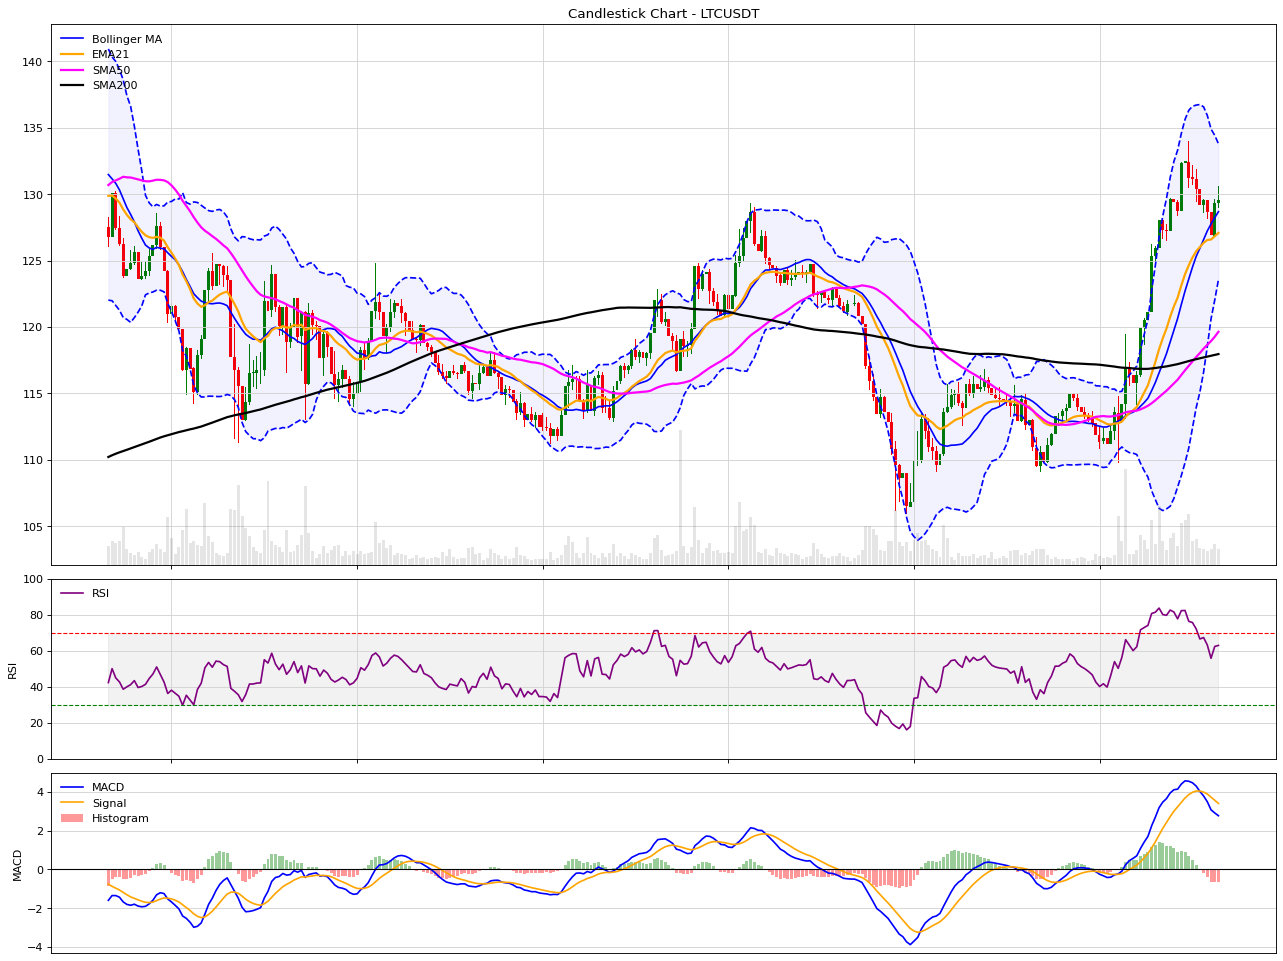 Candlestick Chart - LTCUSDT
Bollinger MA
EMA21
SMA50
SMA200
140
135
130
125
120
115
110
105
RSI
100
80
60
40
20
0
RSI
MACD
Signal
Histogram
4
2
0
−2
−4
MACD